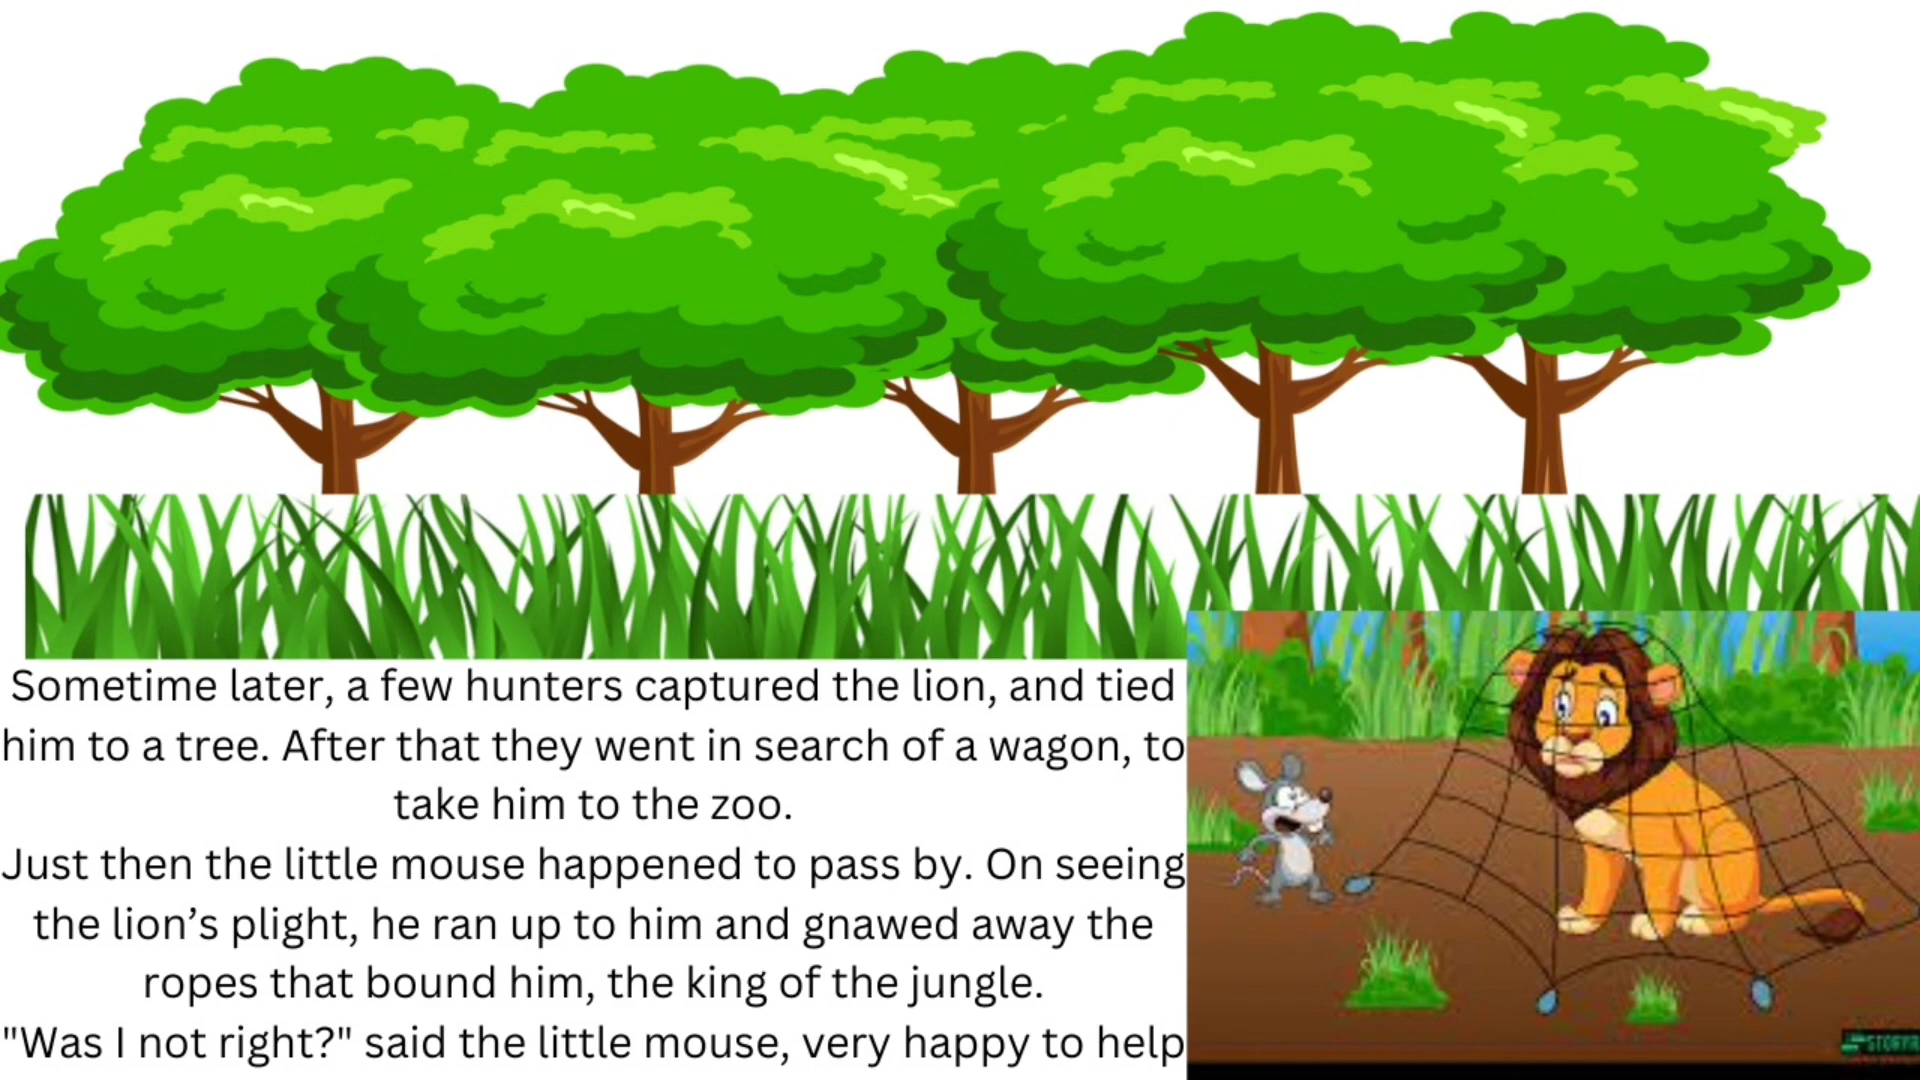 Sometime later, a few hunters captured the lion, and tied
him to a tree. After that they went in search of a wagon, to
take him to the zoo.
Just then the little mouse happened to pass by. On seeing
the lion’s plight, he ran up to him and gnawed away the
ropes that bound him, the king of the jungle.
"Was I not right?" said the little mouse, very happy to help